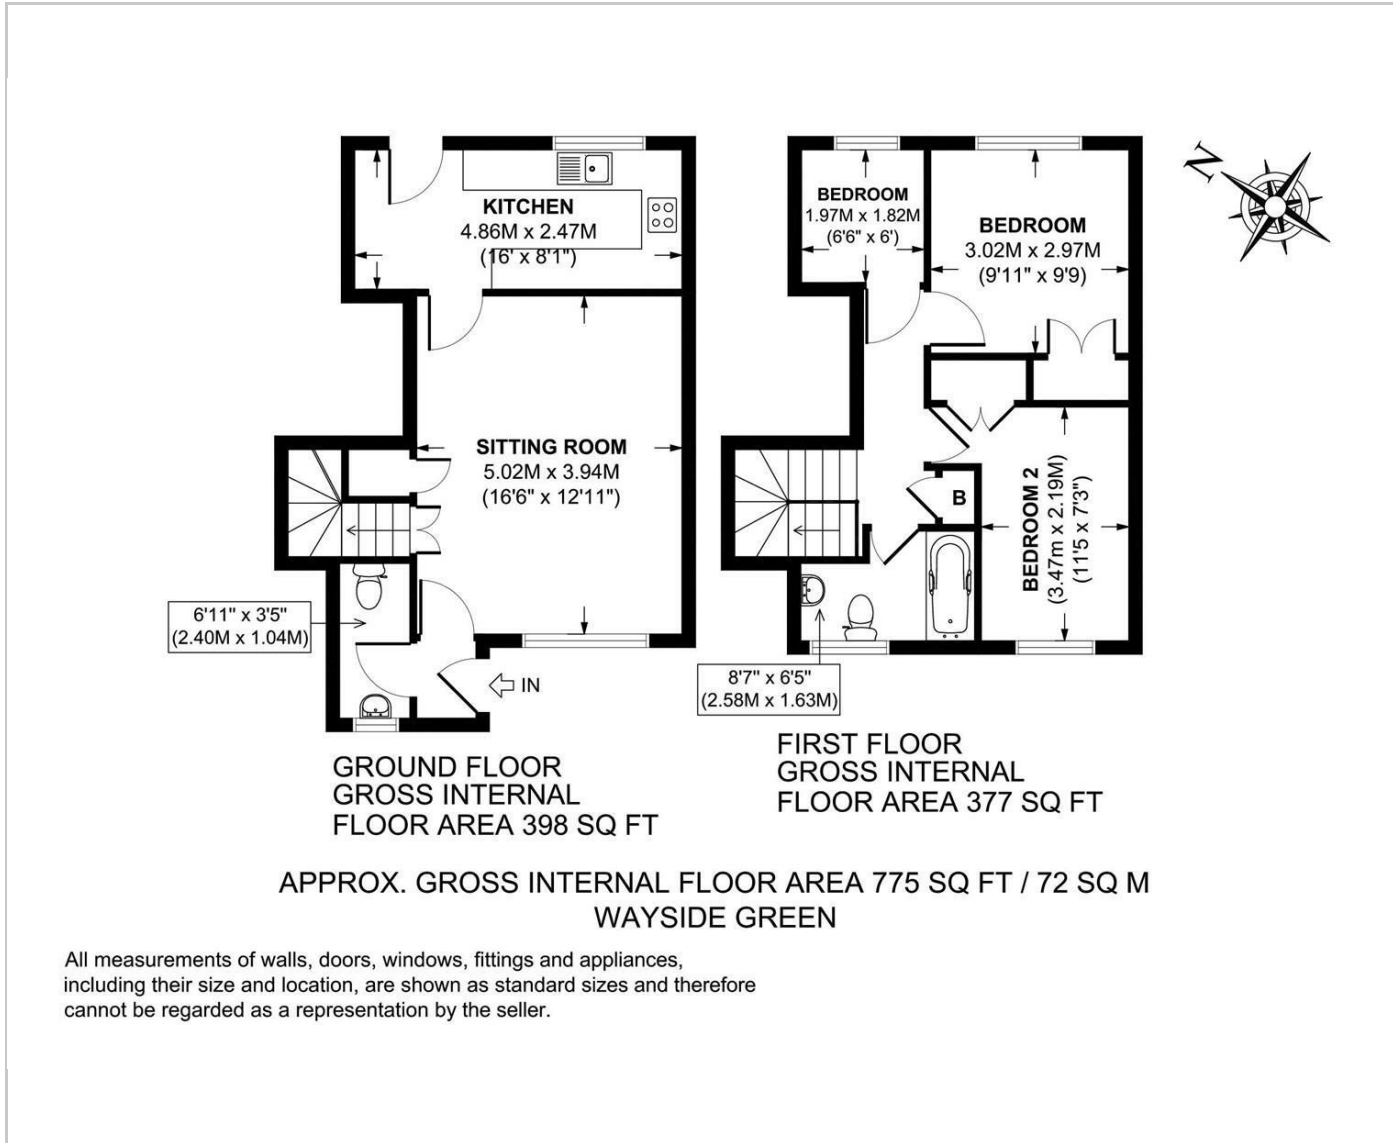 KITCHEN
4.86M x 2.47M
(16' x 8'1")
SITTING ROOM
5.02M x 3.94M
(16'6" x 12'11")
6'11" x 3'5"
(2.40M x 1.04M)
IN
GROUND FLOOR
GROSS INTERNAL
FLOOR AREA 398 SQ FT
BEDROOM
1.97M x 1.82M
(6'6" x 6')
BEDROOM
3.02M x 2.97M
(9'11" x 9'9)
N
B
BEDROOM 2
(3.47m x 2.19M)
(11'5 x 7'3")
8'7" x 6'5"
(2.58M x 1.63M)
FIRST FLOOR
GROSS INTERNAL
FLOOR AREA 377 SQ FT
APPROX. GROSS INTERNAL FLOOR AREA 775 SQ FT / 72 SQ M
WAYSIDE GREEN
All measurements of walls, doors, windows, fittings and appliances,
including their size and location, are shown as standard sizes and therefore
cannot be regarded as a representation by the seller.